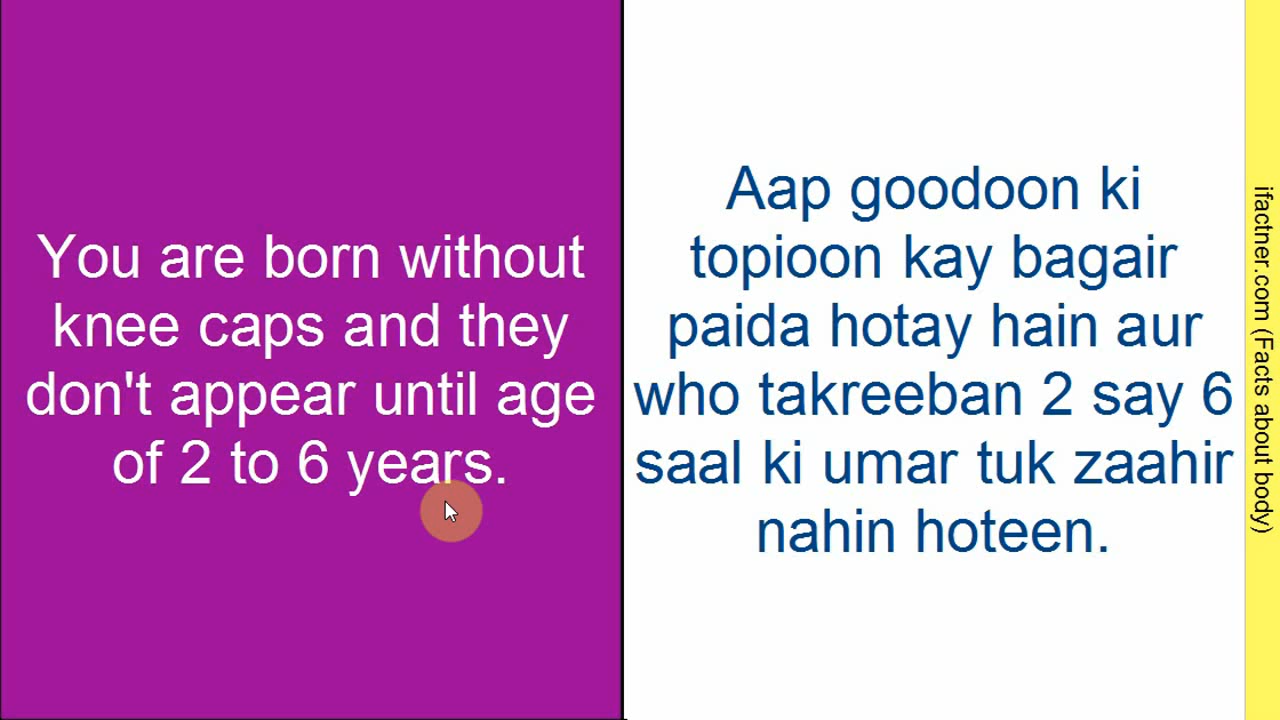 You are born without
knee caps and they
don't appear until age
of 2 to 6 years.
Aap goodoon ki
topioon kay bagair
paida hotay hain aur
who takreeban 2 say 6
saal ki umar tuk zaahir
nahin hoteen.
ifactner.com (Facts about body)